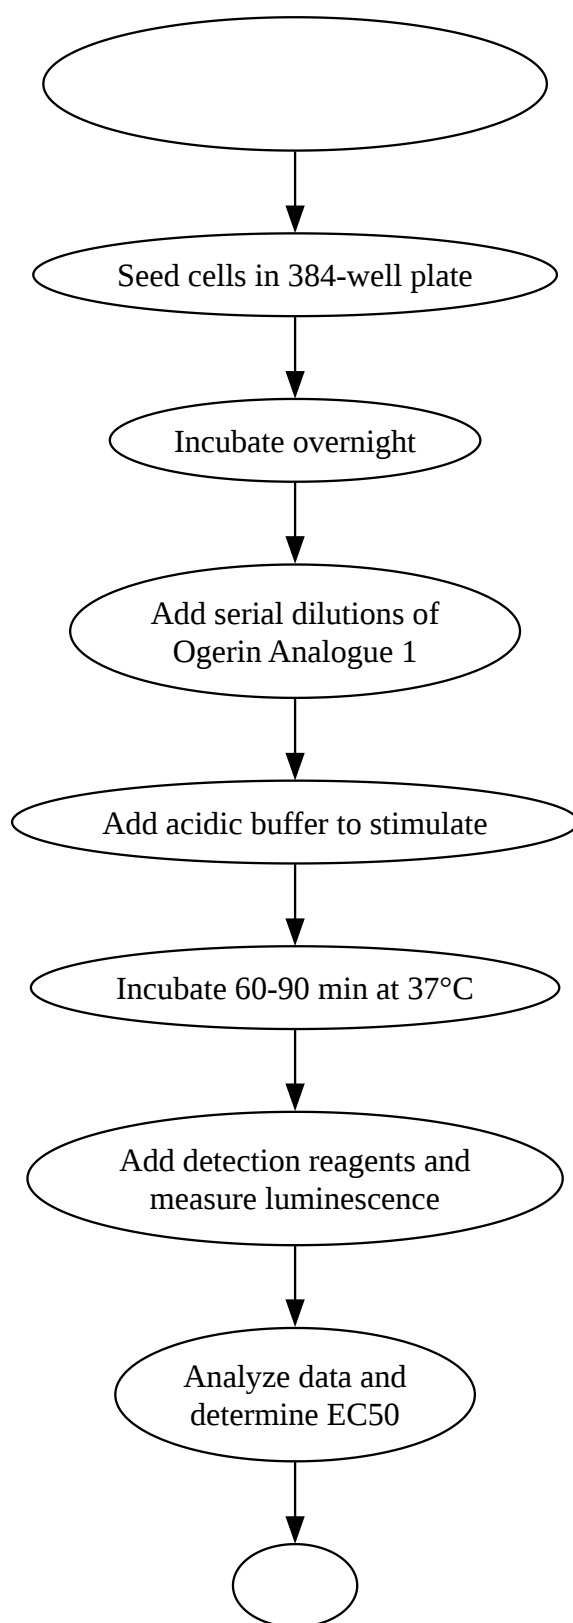 Seed cells in 384-well plate
Incubate overnight
Add serial dilutions of
Ogerin Analogue 1
Add acidic buffer to stimulate
Incubate 60-90 min at 37°C
Add detection reagents and
measure luminescence
Analyze data and
determine EC50